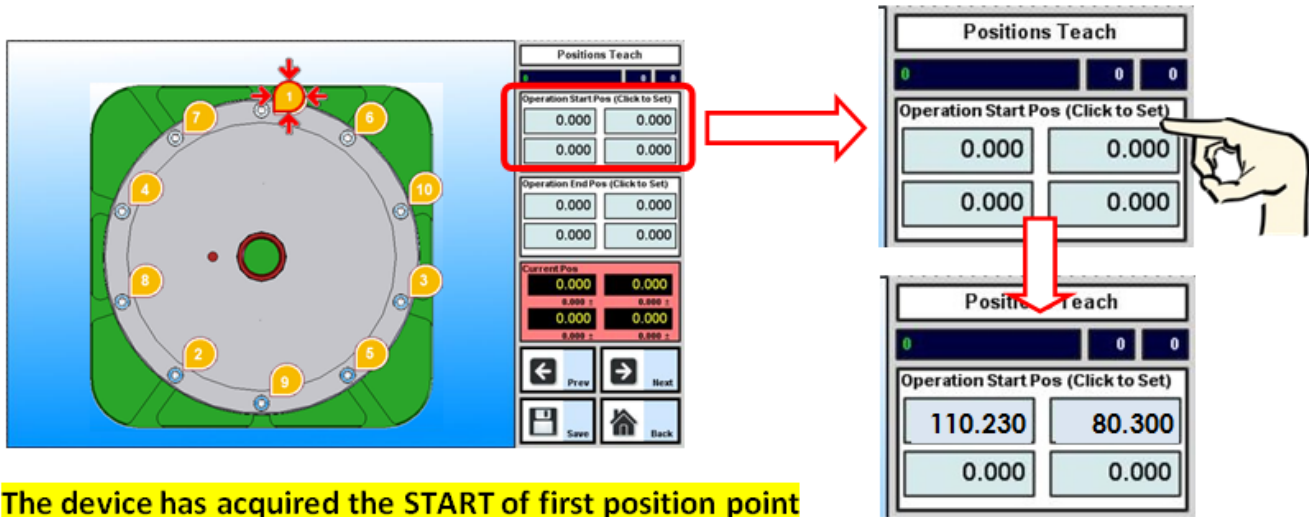 1
7
6
4
10
8
3
2
5
9
Positions Teach
0 0 0
Operation Start Pos (Click to Set)
0.000 0.000
0.000 0.000
Operation End Pos (Click to Set)
0.000 0.000
0.000 0.000
Current Pos
0.000 0.000
0.000 ± 0.000 ±
0.000 0.000
0.000 ± 0.000 ±
Prev Next
Save Back
Positions Teach
0 0 0
Operation Start Pos (Click to Set)
0.000 0.000
0.000 0.000
Teach
0 0 0
Operation Start Pos (Click to Set)
110.230 80.300
0.000 0.000
The device has acquired the START of first position point